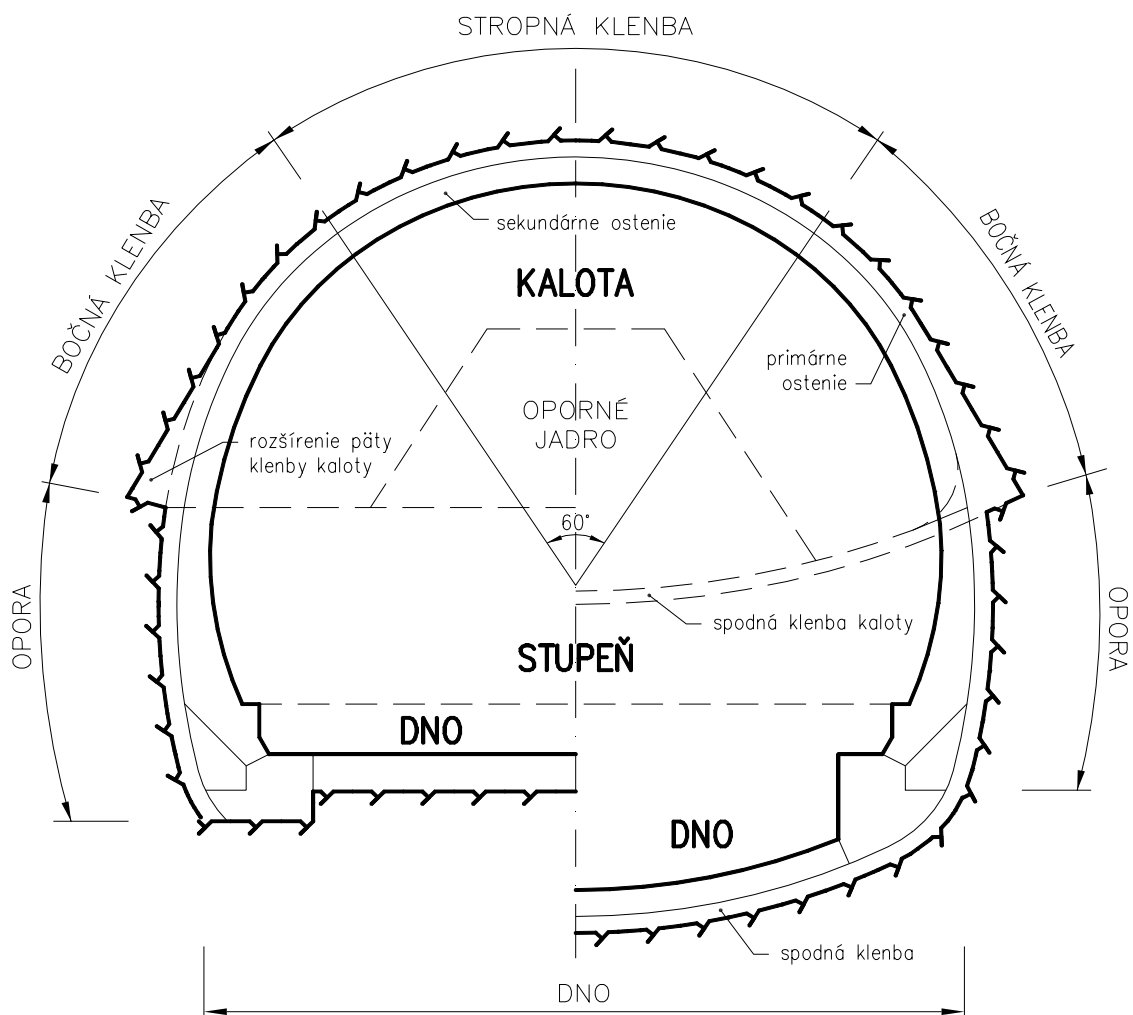 STROPNÁ KLENBA
BOČNÁ KLENBA
BOČNÁ KLENBA
sekundárne ostenie
KALOTA
primárne
ostenie
OPORNÉ
JADRO
rozšírenie päty
klenby kaloty
60°
OPORA
OPORA
spodná klenba kaloty
STUPEŇ
DNO
DNO
spodná klenba
DNO